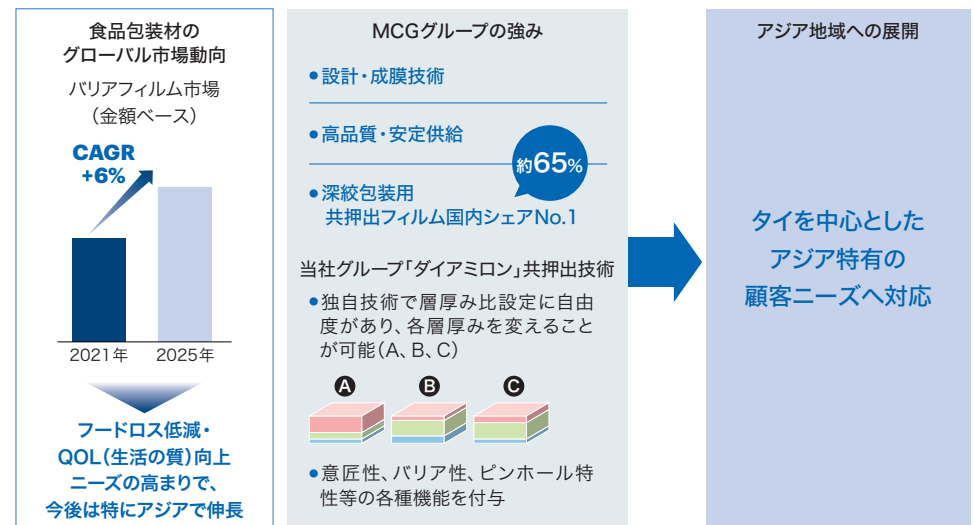 食品包装材の
グローバル市場動向
バリアフィルム市場
（金額ベース）
CAGR
+6%
2021年
2025年
フードロス低減・
QOL（生活の質）向上
ニーズの高まりで、
今後は特にアジアで伸長
MCGグループの強み
●設計・成膜技術
●高品質・安定供給
約65%
●深絞包装用
共押出フィルム国内シェアNo.1
当社グループ「ダイアミロン」共押出技術
●独自技術で層厚み比設定に自由
度があり、各層厚みを変えること
が可能（A、B、C）
A
B
C
●意匠性、バリア性、ピンホール特
性等の各種機能を付与
アジア地域への展開
タイを中心とした
アジア特有の
顧客ニーズへ対応